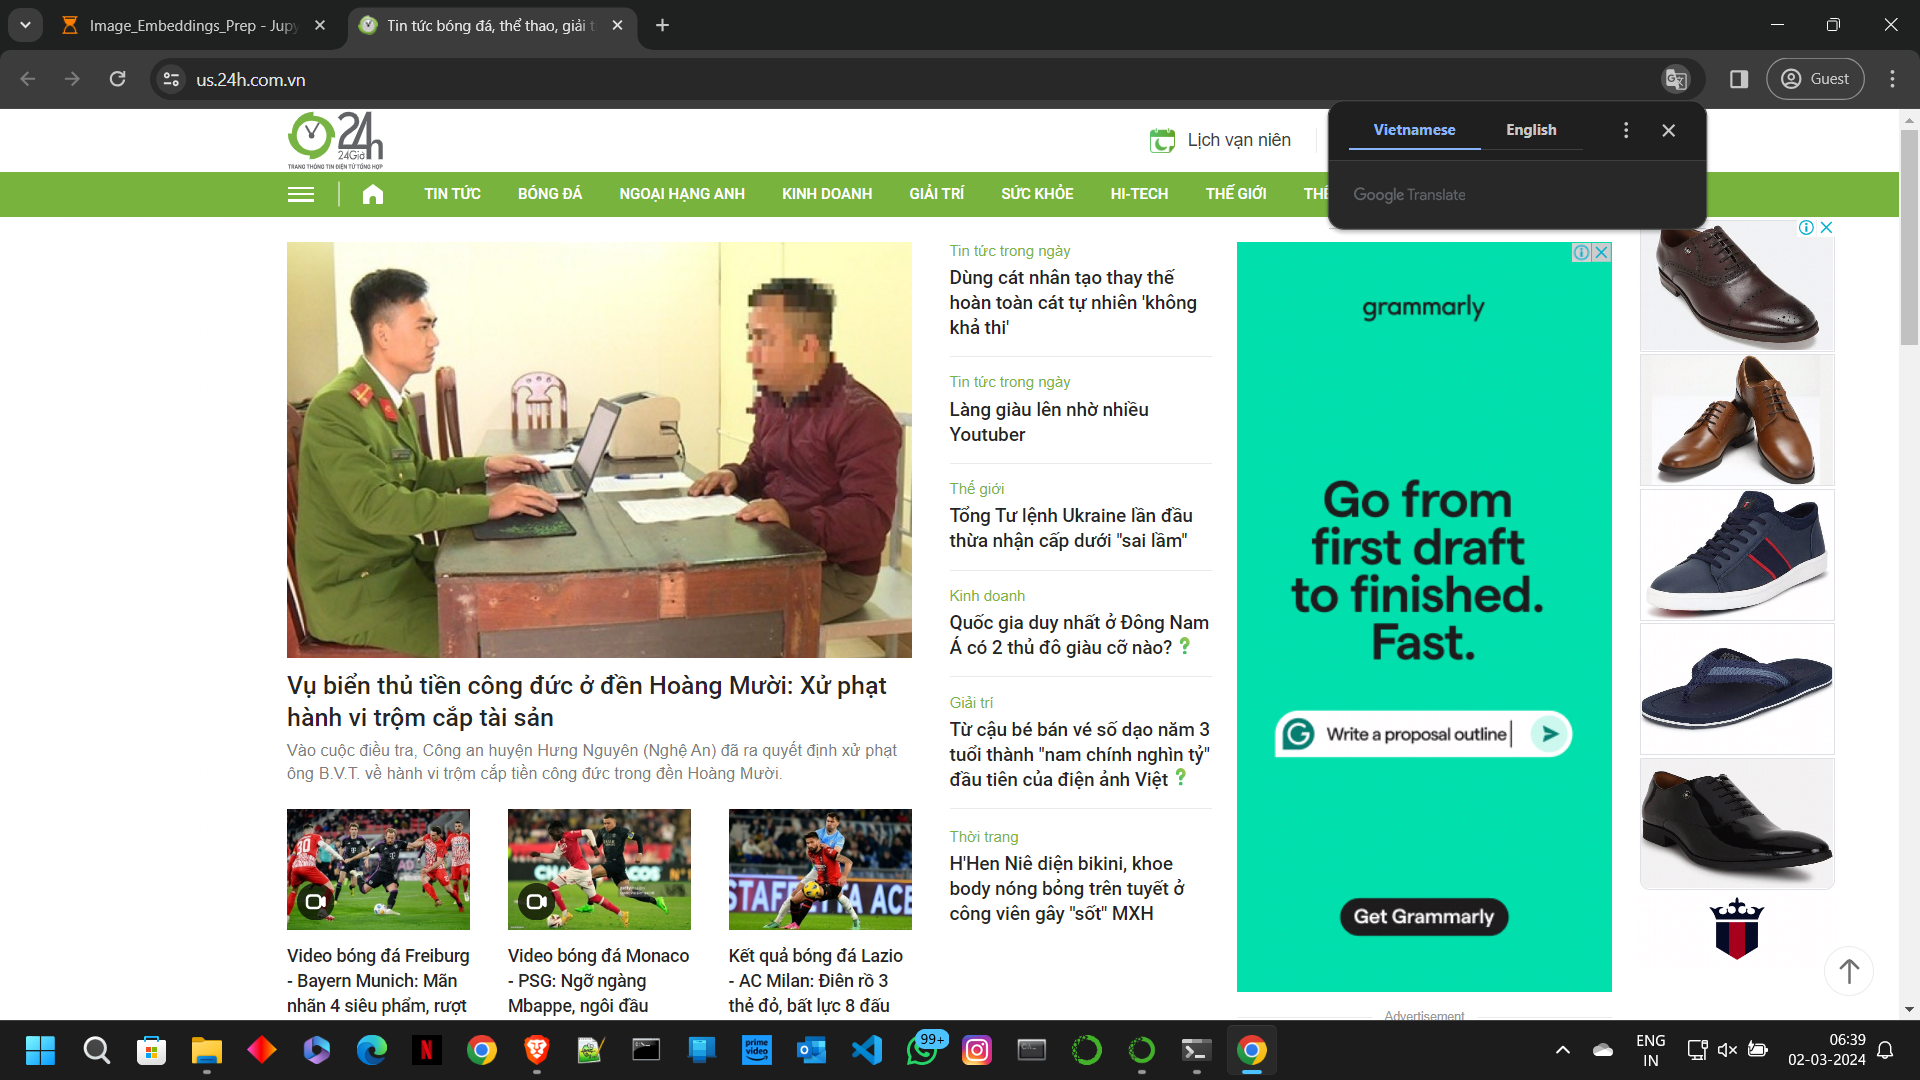 Image_Embeddings_Prep - Jupy
Tin tức bóng đá, thể thao, giải t
us.24h.com.vn
Guest
24h
24Giờ
TRANG THÔNG TIN ĐIỆN TỬ TỔNG HỢP
Lịch vạn niên
Vietnamese
English
Google Translate
TIN TỨC
BÓNG ĐÁ
NGOẠI HẠNG ANH
KINH DOANH
GIẢI TRÍ
SỨC KHỎE
HI-TECH
THẾ GIỚI
THỂ
Vụ biển thủ tiền công đức ở đền Hoàng Mười: Xử phạt
hành vi trộm cắp tài sản
Vào cuộc điều tra, Công an huyện Hưng Nguyên (Nghệ An) đã ra quyết định xử phạt
ông B.V.T. về hành vi trộm cắp tiền công đức trong đền Hoàng Mười.
STAFFETTA ACE
Video bóng đá Freiburg
- Bayern Munich: Mãn
nhãn 4 siêu phẩm, rượt
Video bóng đá Monaco
- PSG: Ngỡ ngàng
Mbappe, ngôi đầu
Kết quả bóng đá Lazio
- AC Milan: Điên rồ 3
thẻ đỏ, bất lực 8 đấu
Tin tức trong ngày
Dùng cát nhân tạo thay thế
hoàn toàn cát tự nhiên 'không
khả thi'
Tin tức trong ngày
Làng giàu lên nhờ nhiều
Youtuber
Thế giới
Tổng Tư lệnh Ukraine lần đầu
thừa nhận cấp dưới "sai lầm"
Kinh doanh
Quốc gia duy nhất ở Đông Nam
Á có 2 thủ đô giàu cỡ nào?
Giải trí
Từ cậu bé bán vé số dạo năm 3
tuổi thành "nam chính nghìn tỷ"
đầu tiên của điện ảnh Việt
Thời trang
H'Hen Niê diện bikini, khoe
body nóng bỏng trên tuyết ở
công viên gây "sốt" MXH
grammarly
Go from
first draft
to finished.
Fast.
Write a proposal outline
Get Grammarly
Advertisement
prime
video
99+
ENG
IN
06:39
02-03-2024